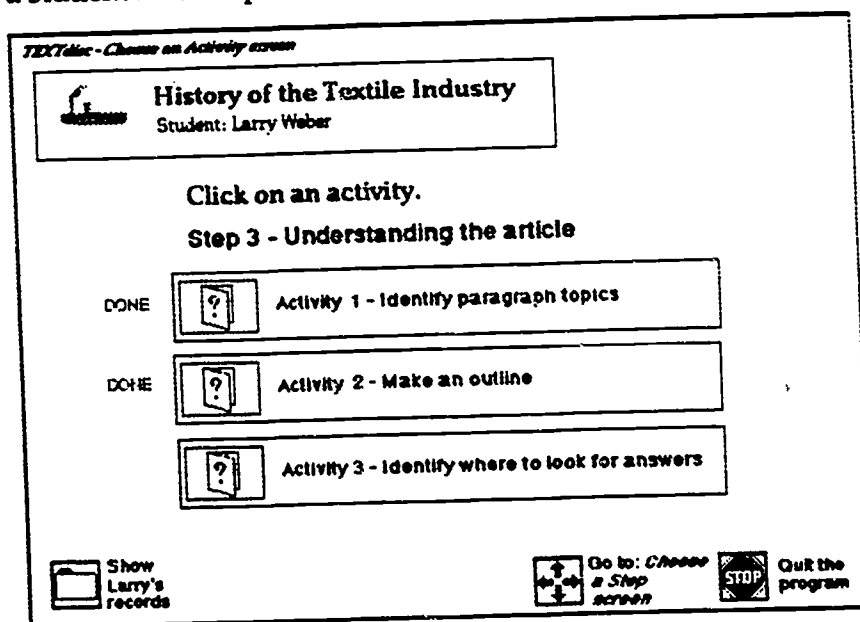 TEXTdisc - Choose an Activity screen
History of the Textile Industry
Student: Larry Weber
Click on an activity.
Step 3 - Understanding the article
DONE
Activity 1 - Identify paragraph topics
DONE
Activity 2 - Make an outline
Activity 3 - Identify where to look for answers
Show
Larry's
records
Go to: Choose
a Step
screen
STOP
Quit the
program